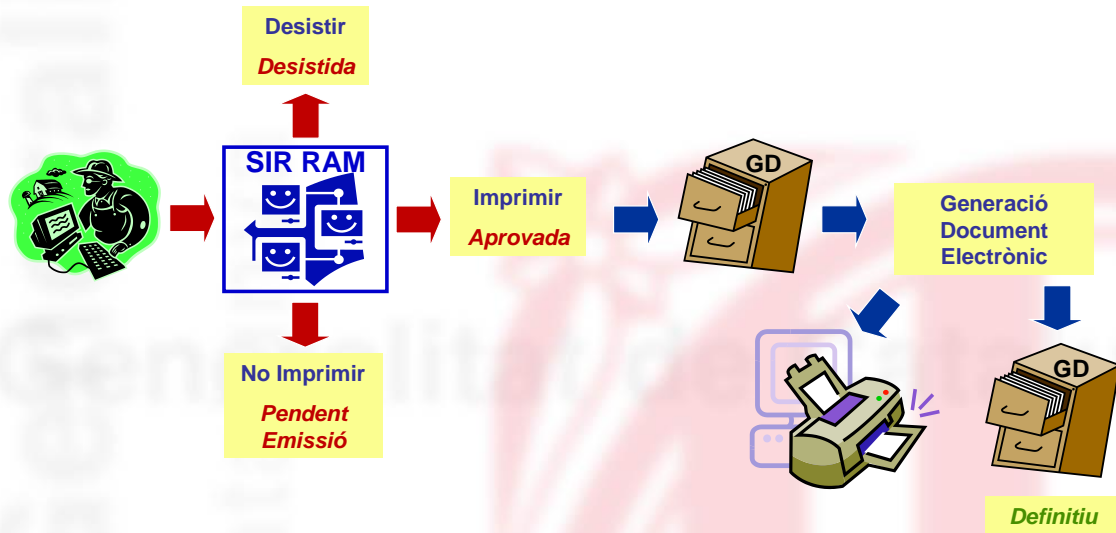 Desistir
Desistida
SIR RAM
GD
Imprimir
Aprovada
Generació
Document
Electrònic
No Imprimir
Pendent
Emissió
GD
Definitiu